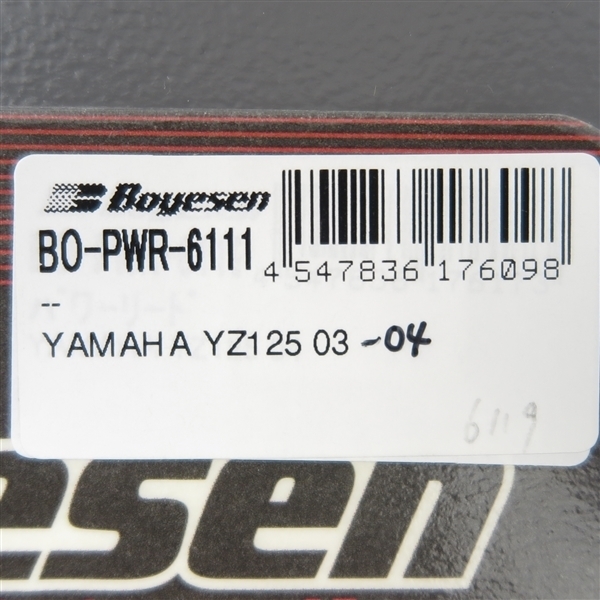 Boyesen
BO-PWR-6111
4 547836 176098
--
YAMAHA YZ125 03 -04
6119
esen